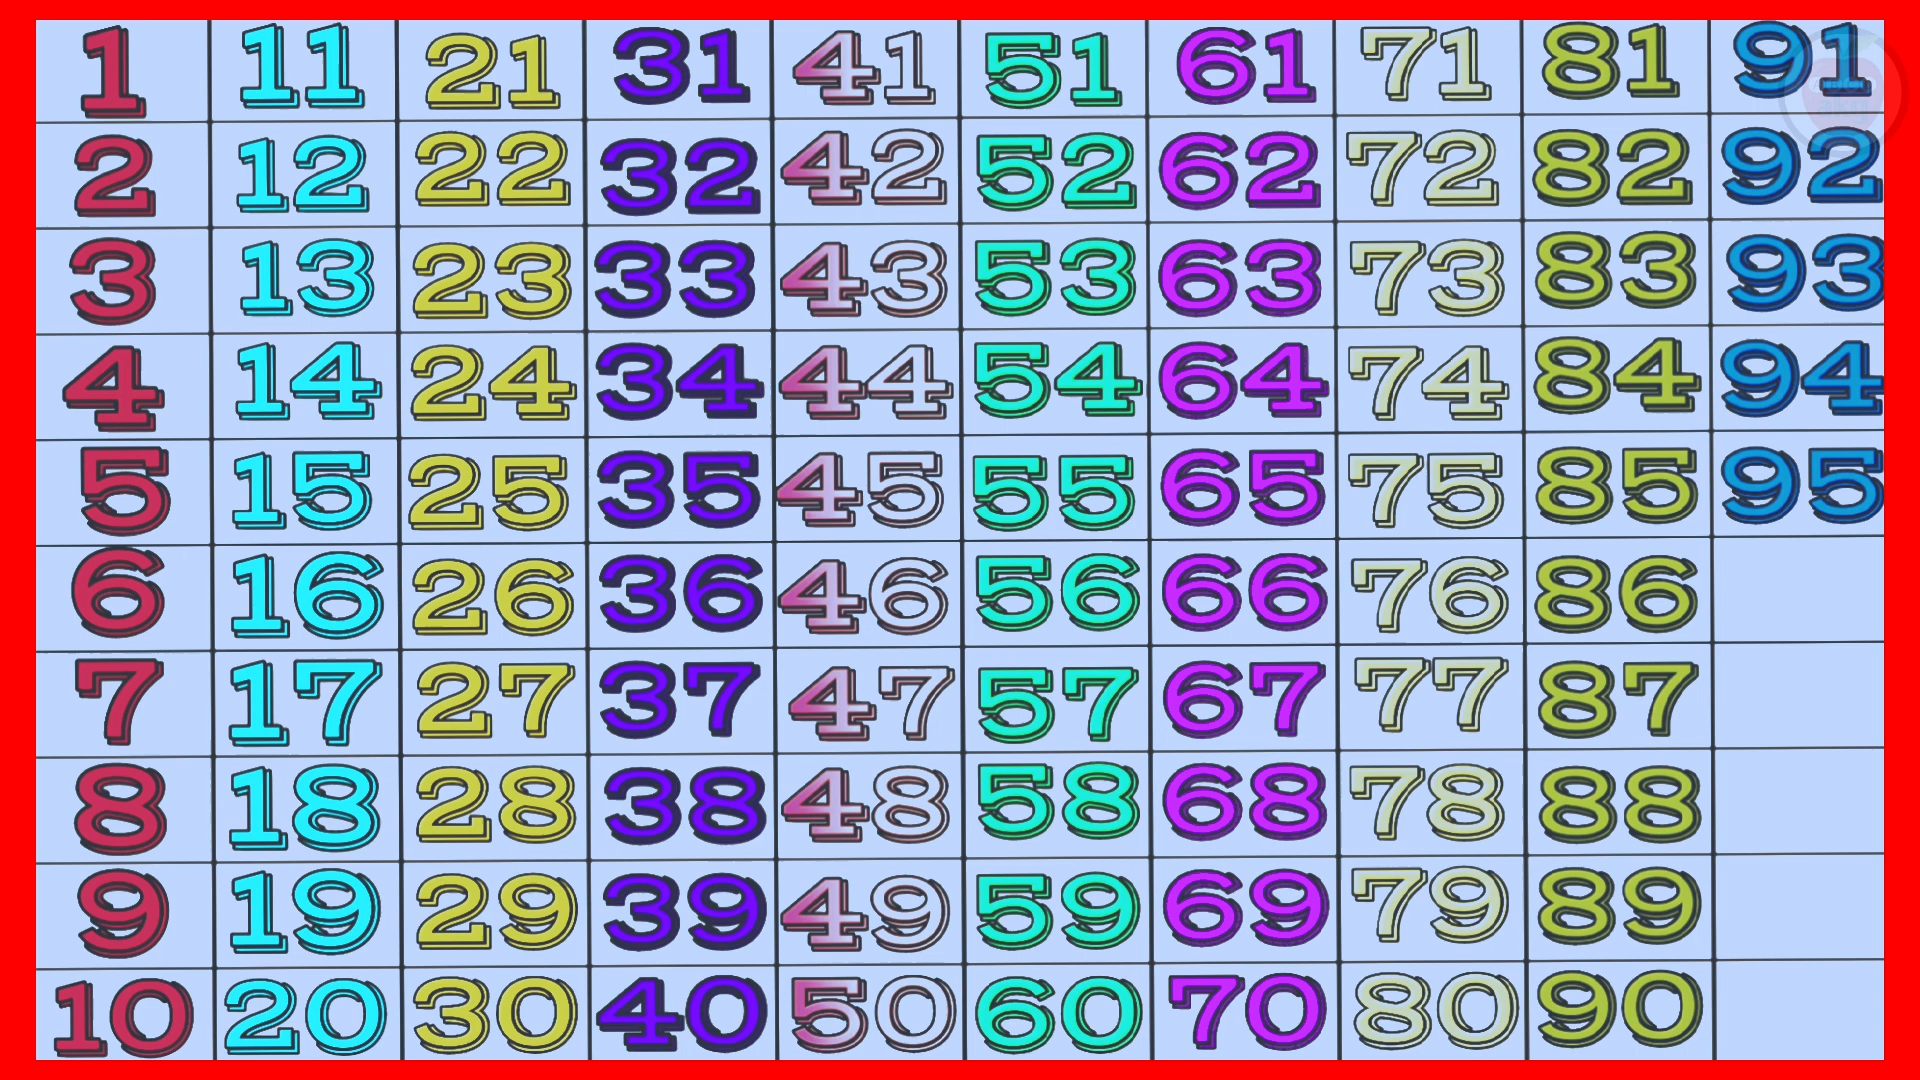 1 11 21 31 41 51 61 71 81 91
2 12 22 32 42 52 62 72 82 92
3 13 23 33 43 53 63 73 83 93
4 14 24 34 44 54 64 74 84 94
5 15 25 35 45 55 65 75 85 95
6 16 26 36 46 56 66 76 86
7 17 27 37 47 57 67 77 87
8 18 28 38 48 58 68 78 88
9 19 29 39 49 59 69 79 89
10 20 30 40 50 60 70 80 90